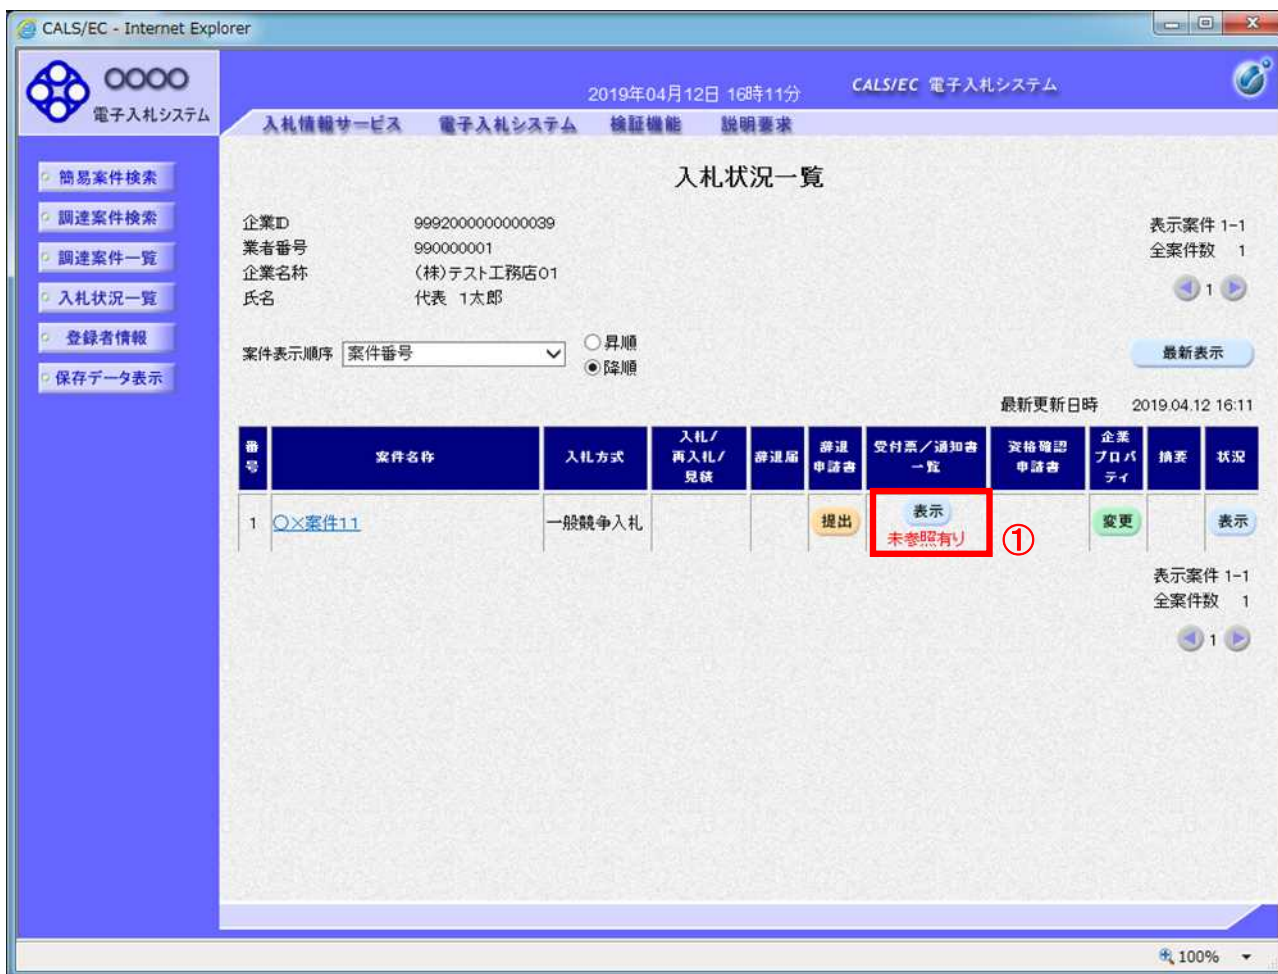 CALS/EC - Internet Explorer
○○○○
電子入札システム
2019年04月12日 16時11分
CALS/EC 電子入札システム
入札情報サービス 電子入札システム 検証機能 説明要求
簡易案件検索
調達案件検索
調達案件一覧
入札状況一覧
登録者情報
保存データ表示
入札状況一覧
企業ID 9992000000000039
業者番号 990000001
企業名称 (株)テスト工務店01
氏名 代表 1太郎
表示案件 1-1
全案件数 1
1
案件表示順序 案件番号
昇順
降順
最新表示
最新更新日時 2019.04.12 16:11
番号 案件名称 入札方式 入札/再入札/見積 辞退届 辞退申請書 受付票/通知書一覧 資格確認申請書 企業プロパティ 摘要 状況
1 ○×案件11 一般競争入札 提出 表示 変更 表示
未参照有り
①
表示案件 1-1
全案件数 1
1
100%